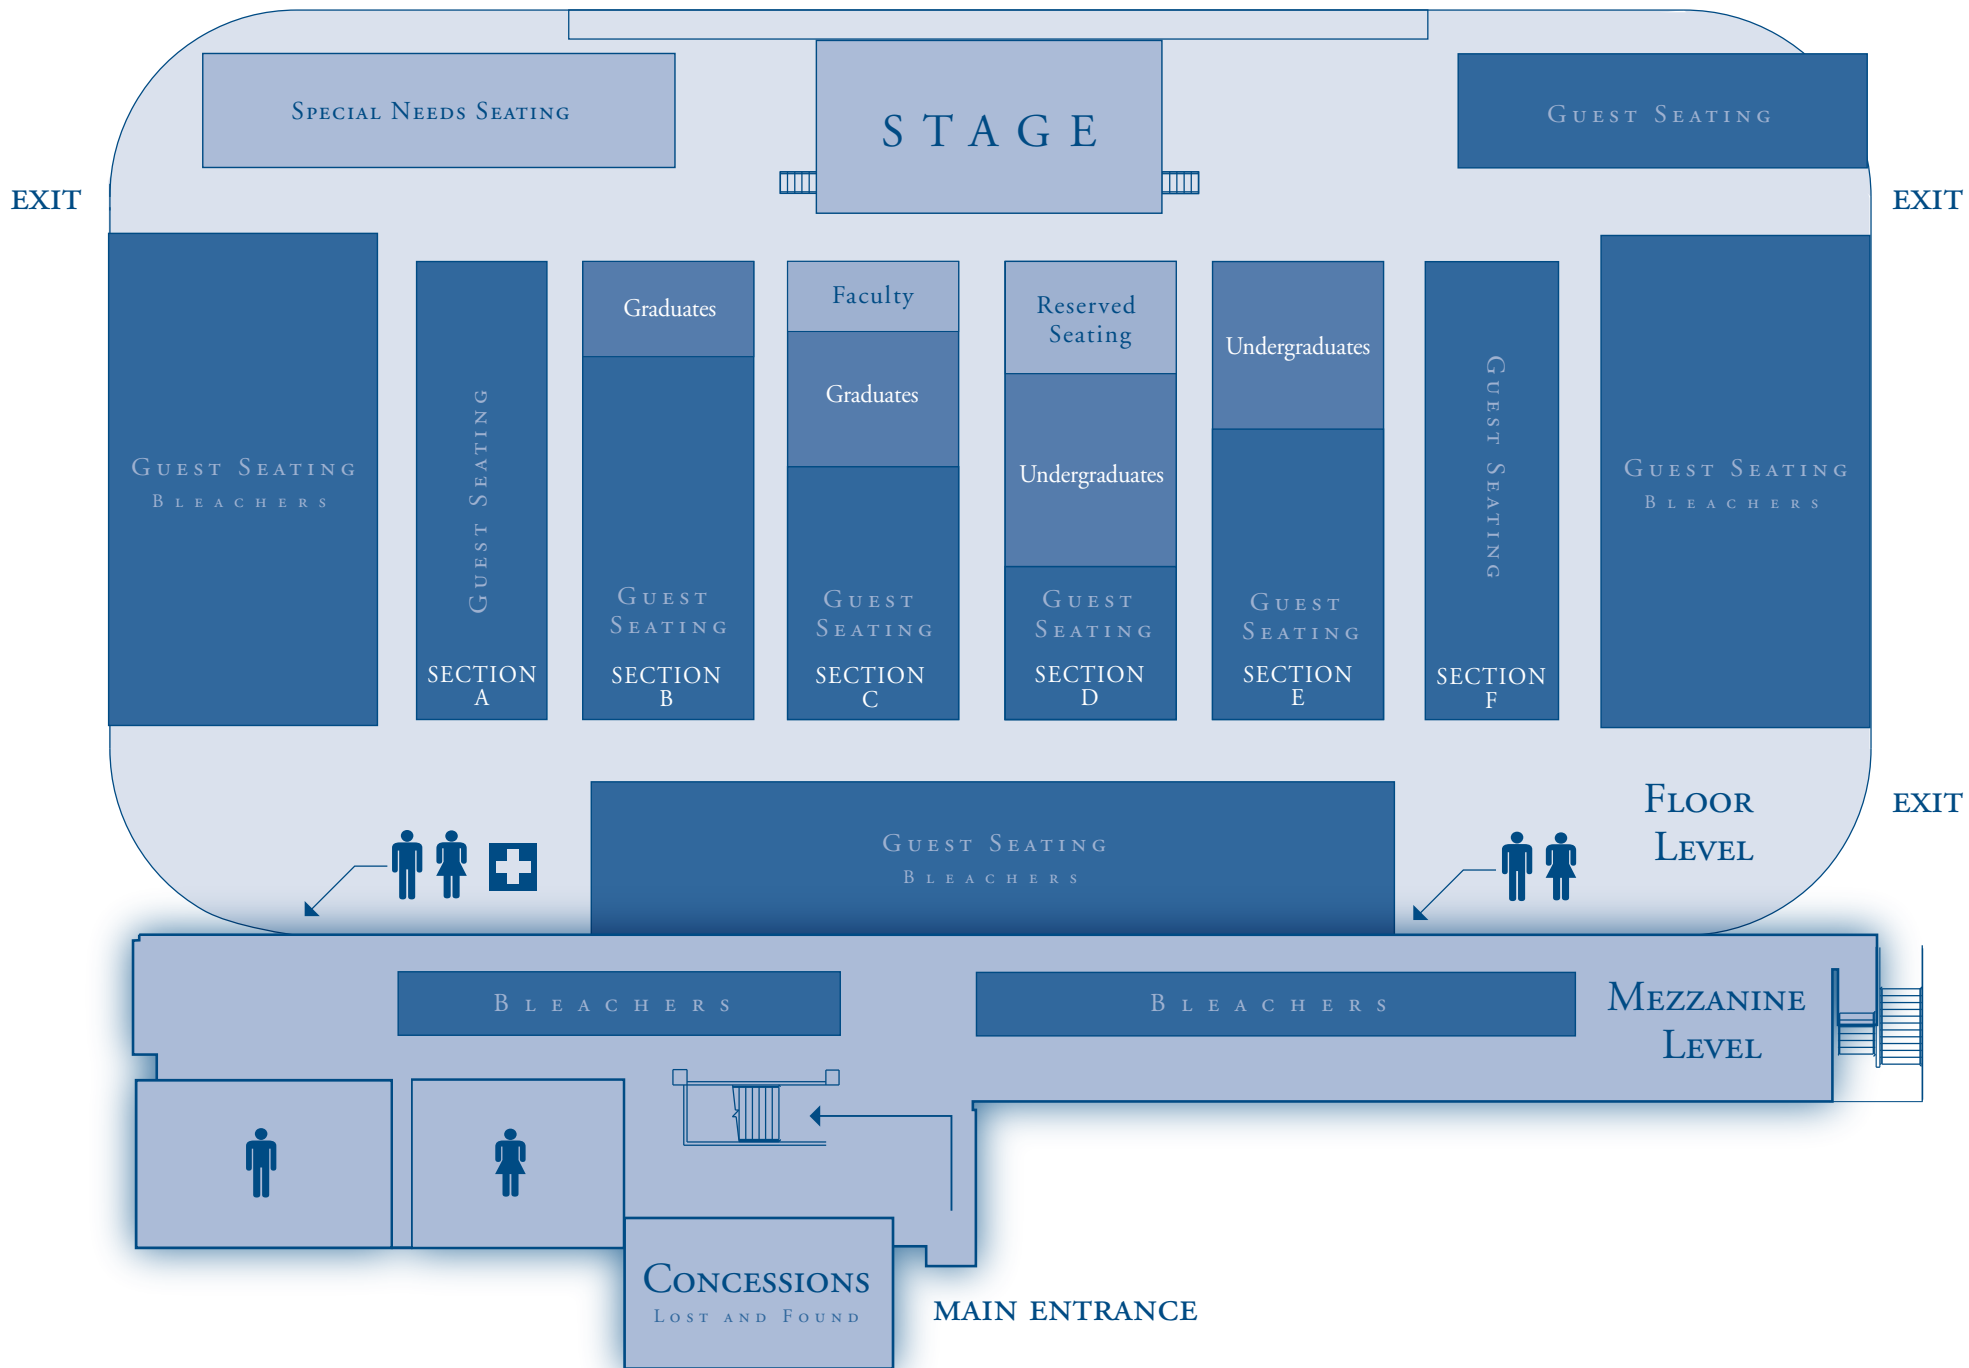 Special Needs Seating
STAGE
Guest Seating
EXIT
EXIT
Guest Seating
Bleachers
Guest Seating
SECTION
A
Graduates
Guest
Seating
SECTION
B
Faculty
Graduates
Guest
Seating
SECTION
C
Reserved
Seating
Undergraduates
Guest
Seating
SECTION
D
Undergraduates
Guest
Seating
SECTION
E
Guest Seating
SECTION
F
Guest Seating
Bleachers
Floor
Level
EXIT
Guest Seating
Bleachers
Bleachers
Bleachers
Mezzanine
Level
Concessions
Lost and Found
MAIN ENTRANCE